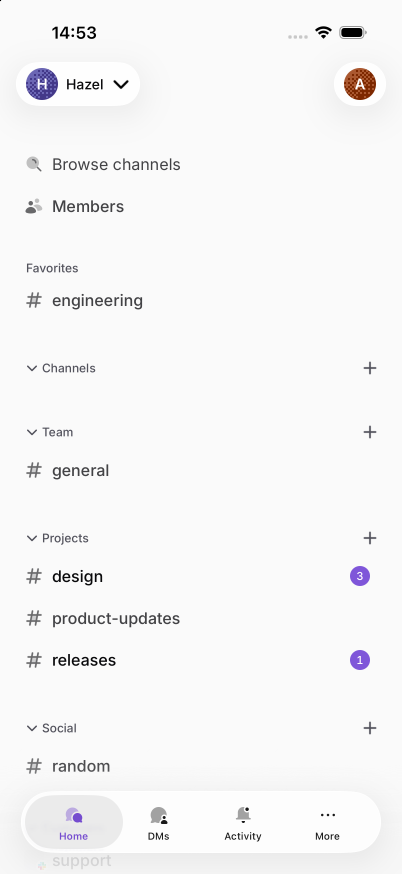 14:53
H Hazel
A
Browse channels
Members
Favorites
# engineering
Channels
Team
# general
Projects
# design 3
# product-updates
# releases 1
Social
# random
Home DMs Activity More
support